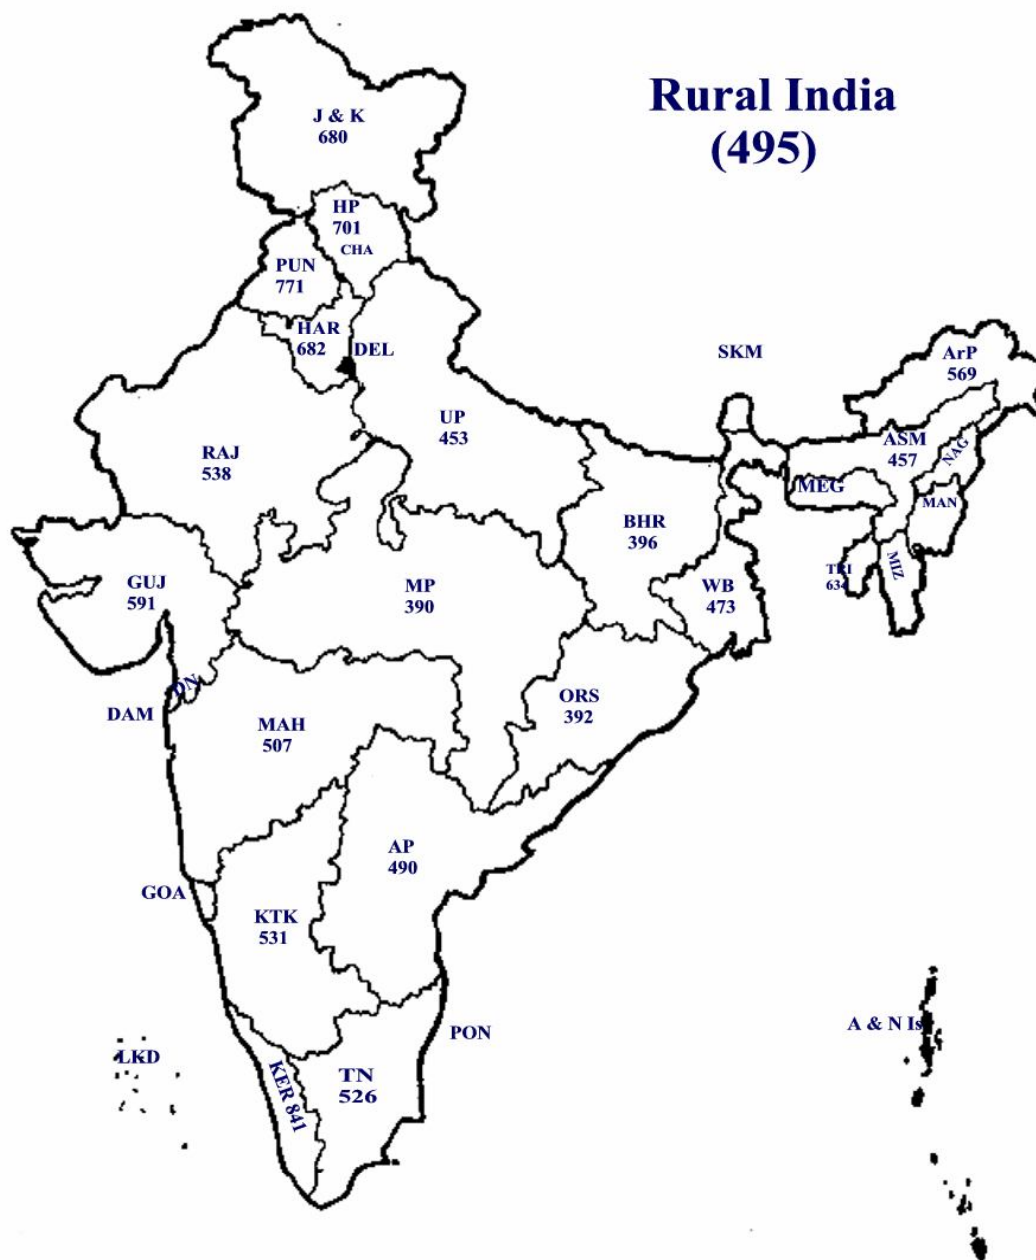 Rural India
(495)
J & K
680
HP
701
CHA
PUN
771
HAR
682
DEL
SKM
ArP
569
UP
453
RAJ
538
ASM
457
NAG
MEG
MAN
BHR
396
TRI
634
MIZ
GUJ
591
MP
390
WB
473
DN
DAM
ORS
392
MAH
507
AP
490
GOA
KTK
531
PON
A & N Is
LKD
KER 841
TN
526